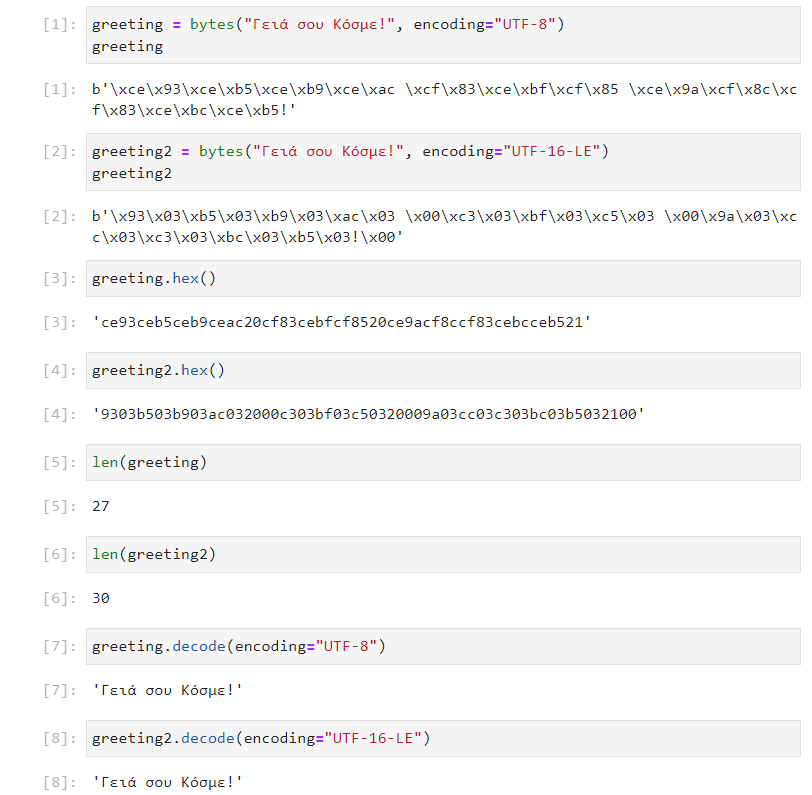 [1]: greeting = bytes("Γειά σου Κόσμε!", encoding="UTF-8")
greeting
[1]: b'\xce\x93\xce\xb5\xce\xb9\xce\xac \xcf\x83\xce\xbf\xcf\x85 \xce\x9a\xcf\x8c\xc
f\x83\xce\xbc\xce\xb5!'
[2]: greeting2 = bytes("Γειά σου Κόσμε!", encoding="UTF-16-LE")
greeting2
[2]: b'\x93\x03\xb5\x03\xb9\x03\xac\x03 \x00\xc3\x03\xbf\x03\xc5\x03 \x00\x9a\x03\xc
c\x03\xc3\x03\xbc\x03\xb5\x03!\x00'
[3]: greeting.hex()
[3]: 'ce93ceb5ceb9ceac20cf83cebfcf8520ce9acf8ccf83cebcceb521'
[4]: greeting2.hex()
[4]: '9303b503b903ac032000c303bf03c50320009a03cc03c303bc03b5032100'
[5]: len(greeting)
[5]: 27
[6]: len(greeting2)
[6]: 30
[7]: greeting.decode(encoding="UTF-8")
[7]: 'Γειά σου Κόσμε!'
[8]: greeting2.decode(encoding="UTF-16-LE")
[8]: 'Γειά σου Κόσμε!'